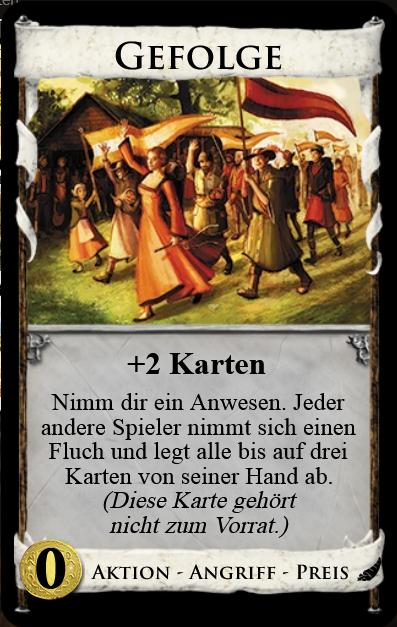 GEFOLGE
+2 Karten
Nimm dir ein Anwesen. Jeder
andere Spieler nimmt sich einen
Fluch und legt alle bis auf drei
Karten von seiner Hand ab.
(Diese Karte gehört
nicht zum Vorrat.)
0 AKTION - ANGRIFF - PREIS